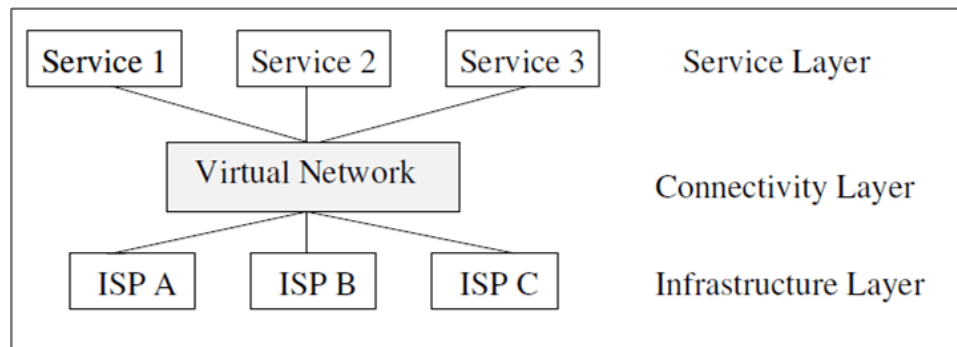 Service 1 Service 2 Service 3 Service Layer
Virtual Network
Connectivity Layer
ISP A ISP B ISP C Infrastructure Layer